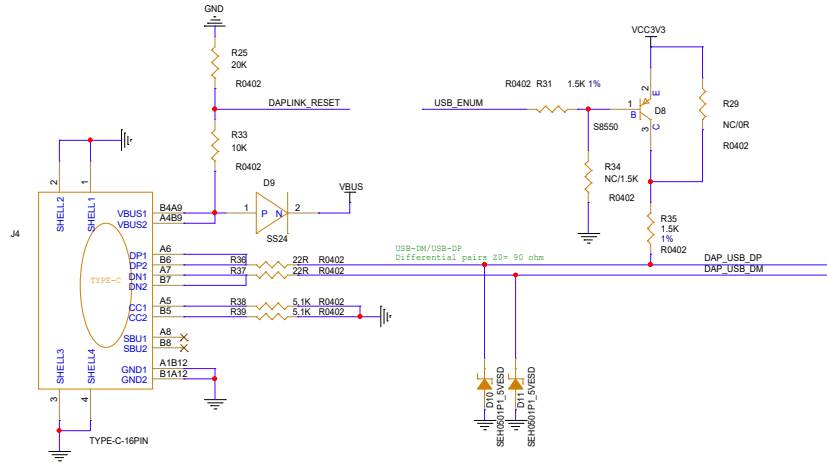 GND
R25
20K
R0402
DAPLINK_RESET
R33
10K
R0402
VCC3V3
USB_ENUM
R0402 R31 1.5K 1%
2
E
1
B
D8
3
C
S8550
R29
NC/0R
R0402
R34
NC/1.5K
R0402
R35
1.5K
1%
R0402
J4
2
1
SHELL2
SHELL1
VBUS1 B4A9
VBUS2 A4B9
D9
1 P N 2
SS24
VBUS
TYPE-C
DP1 A6
DP2 B6 R36 22R R0402
DN1 A7 R37 22R R0402
DN2 B7
USB-DM/USB-DP
Differential pairs Z0= 90 ohm
DAP_USB_DP
DAP_USB_DM
CC1 A5 R38 5.1K R0402
CC2 B5 R39 5.1K R0402
SBU1 A8
SBU2 B8
GND1 A1B12
GND2 B1A12
SHELL3
SHELL4
3
4
TYPE-C-16PIN
D10
SEH0501P1_5VESD
D11
SEH0501P1_5VESD